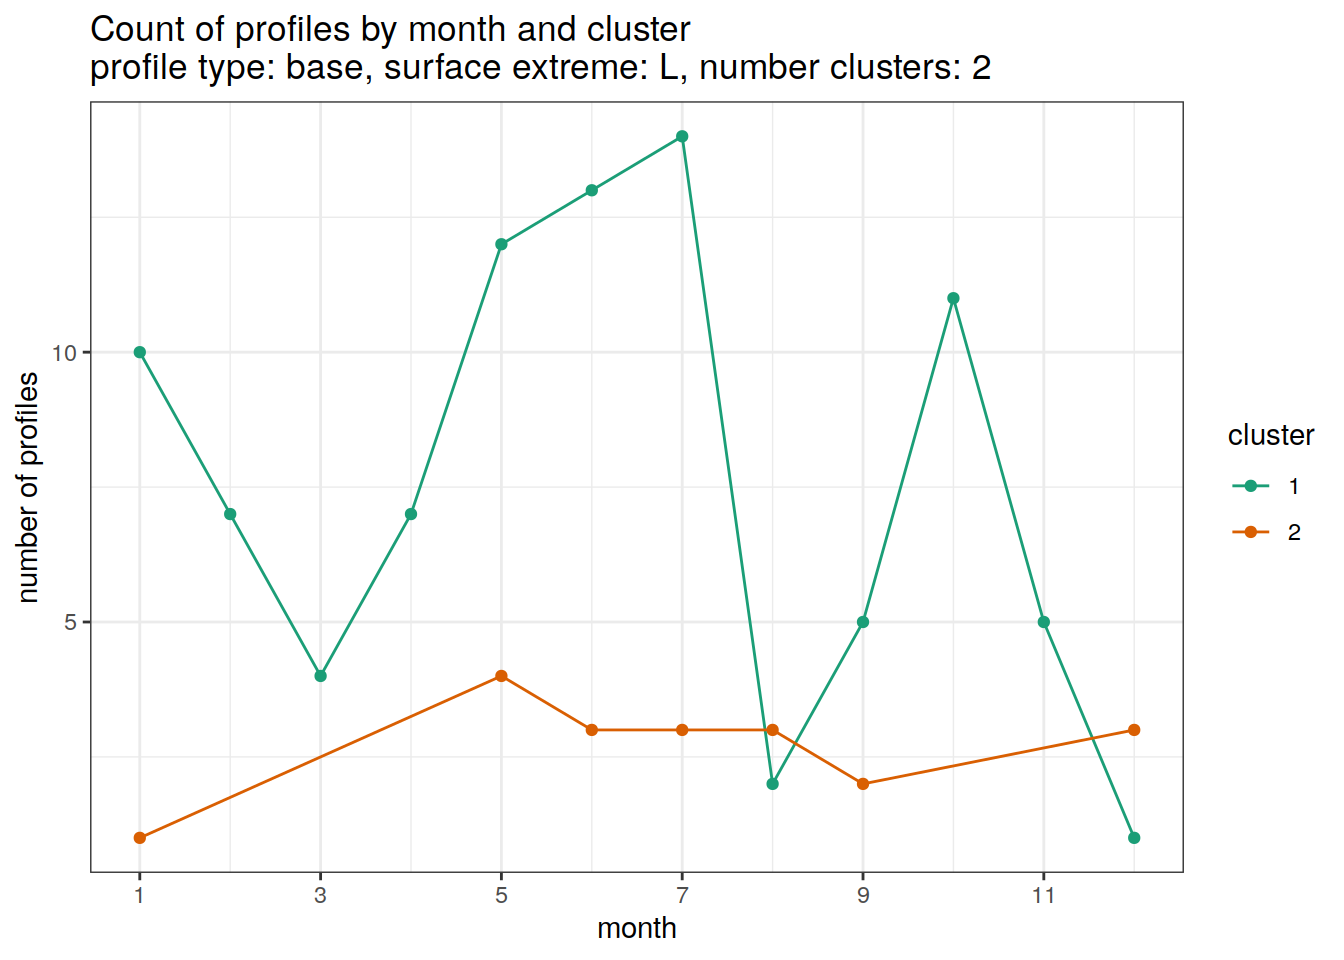 Count of profiles by month and cluster
profile type: base, surface extreme: L, number clusters: 2
number of profiles
10
5
1 3 5 7 9 11
month
cluster
1
2